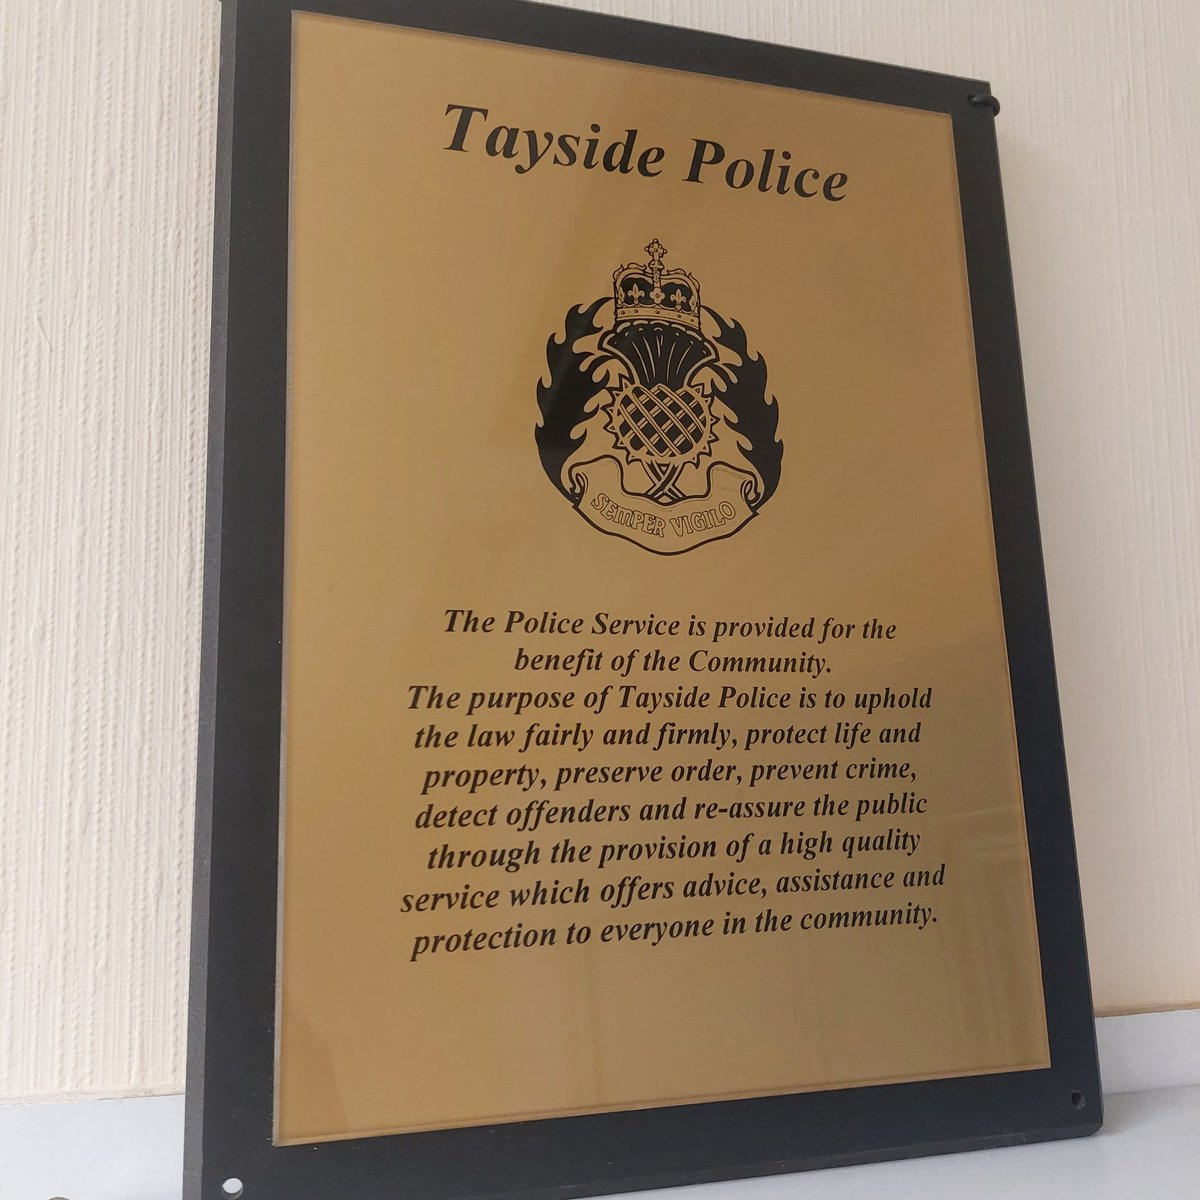 Tayside Police
SEMPER VIGILO
The Police Service is provided for the
benefit of the Community.
The purpose of Tayside Police is to uphold
the law fairly and firmly, protect life and
property, preserve order, prevent crime,
detect offenders and re-assure the public
through the provision of a high quality
service which offers advice, assistance and
protection to everyone in the community.